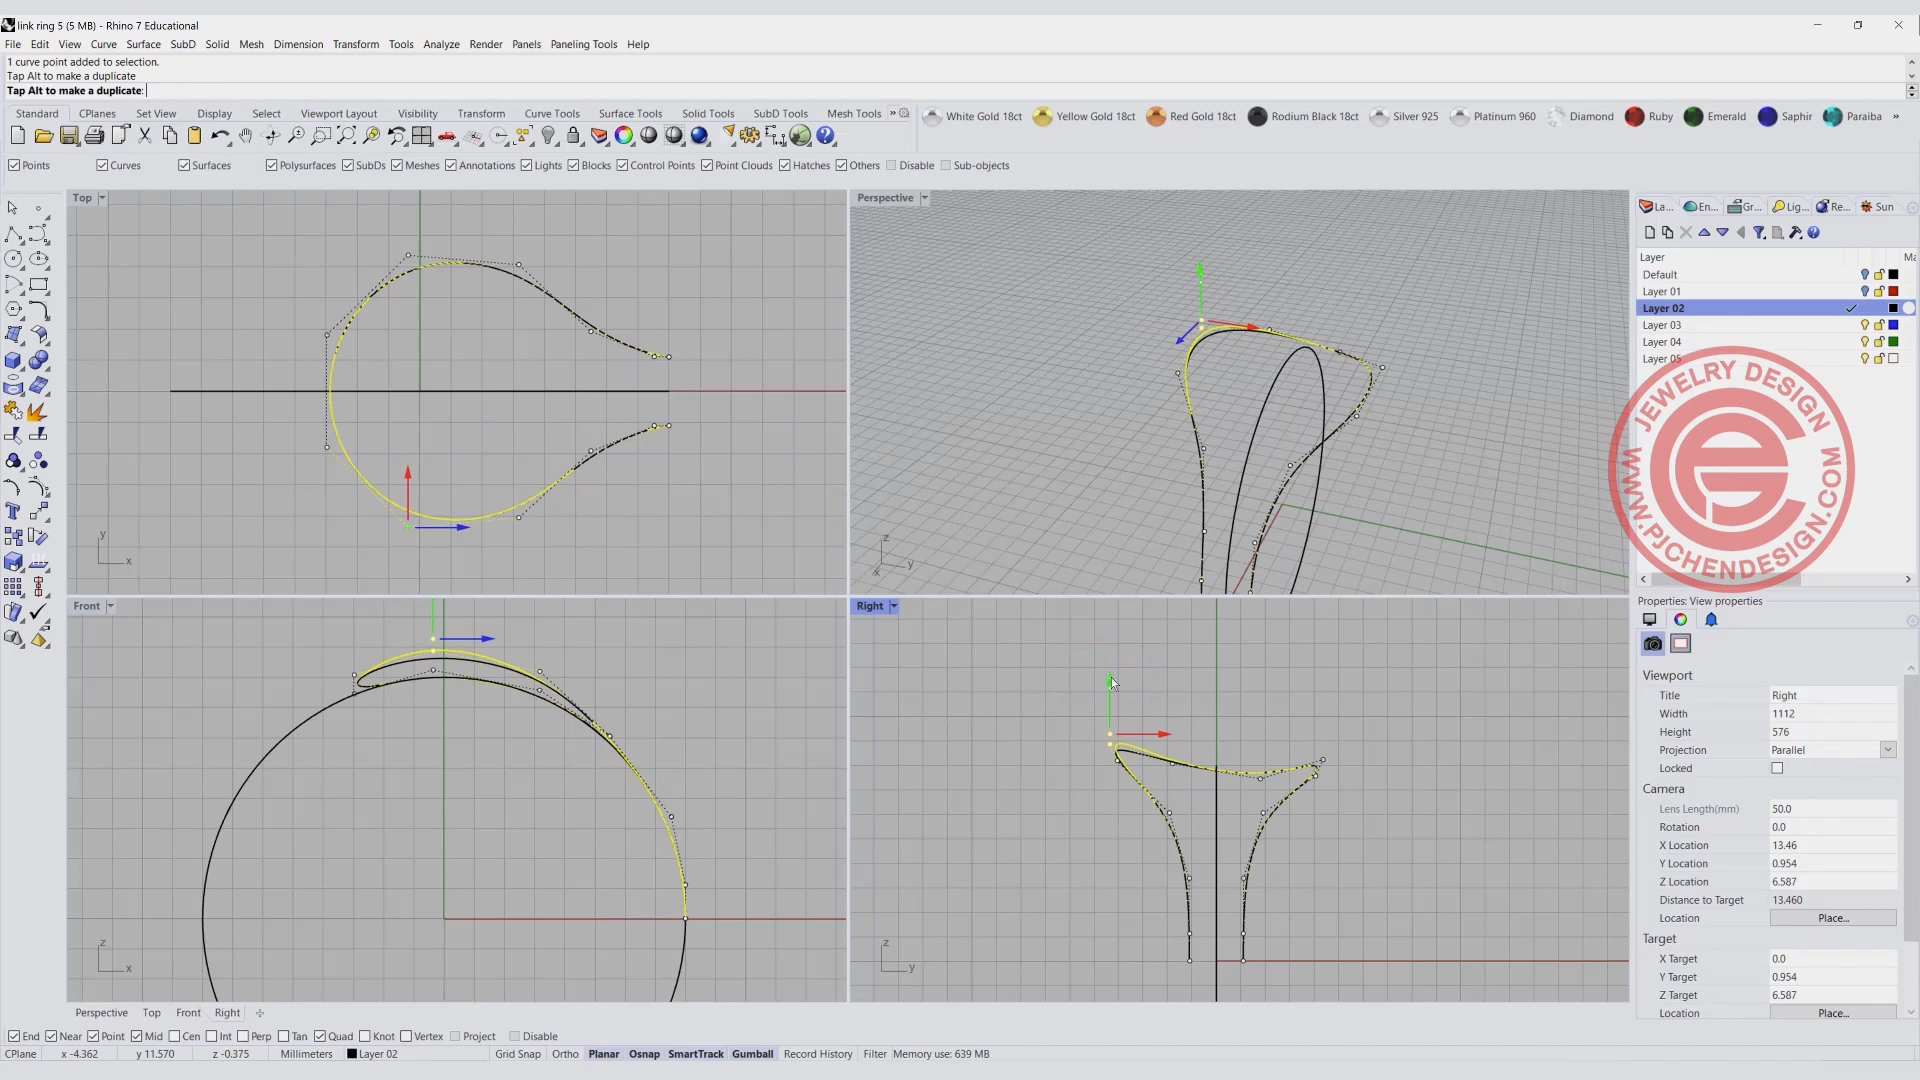 link ring 5 (5 MB) - Rhino 7 Educational
File Edit View Curve Surface SubD Solid Mesh Dimension Transform Tools Analyze Render Panels Paneling Tools Help
1 curve point added to selection.
Tap Alt to make a duplicate
Tap Alt to make a duplicate:
Standard CPlanes Set View Display Select Viewport Layout Visibility Transform Curve Tools Surface Tools Solid Tools SubD Tools Mesh Tools »
White Gold 18ct Yellow Gold 18ct Red Gold 18ct Rodium Black 18ct Silver 925 Platinum 960 Diamond Ruby Emerald Saphir Paraiba »
Points Curves Surfaces Polysurfaces SubDs Meshes Annotations Lights Blocks Control Points Point Clouds Hatches Others Disable Sub-objects
Top
Perspective
La... En... Gr... Lig... Re... Sun
Layer Ma
Default
Layer 01
Layer 02
Layer 03
Layer 04
Layer 05
JEWELRY DESIGN
WWW.PJCHENDESIGN.COM
y
x
z
y
x
Front
Right
Properties: View properties
Viewport
Title Right
Width 1112
Height 576
Projection Parallel
Locked
Camera
Lens Length(mm) 50.0
Rotation 0.0
X Location 13.46
Y Location 0.954
Z Location 6.587
Distance to Target 13.460
Location Place...
Target
X Target 0.0
Y Target 0.954
Z Target 6.587
Location Place...
z
x
z
y
Perspective Top Front Right
End Near Point Mid Cen Int Perp Tan Quad Knot Vertex Project Disable
CPlane x -4.362 y 11.570 z -0.375 Millimeters Layer 02 Grid Snap Ortho Planar Osnap SmartTrack Gumball Record History Filter Memory use: 639 MB